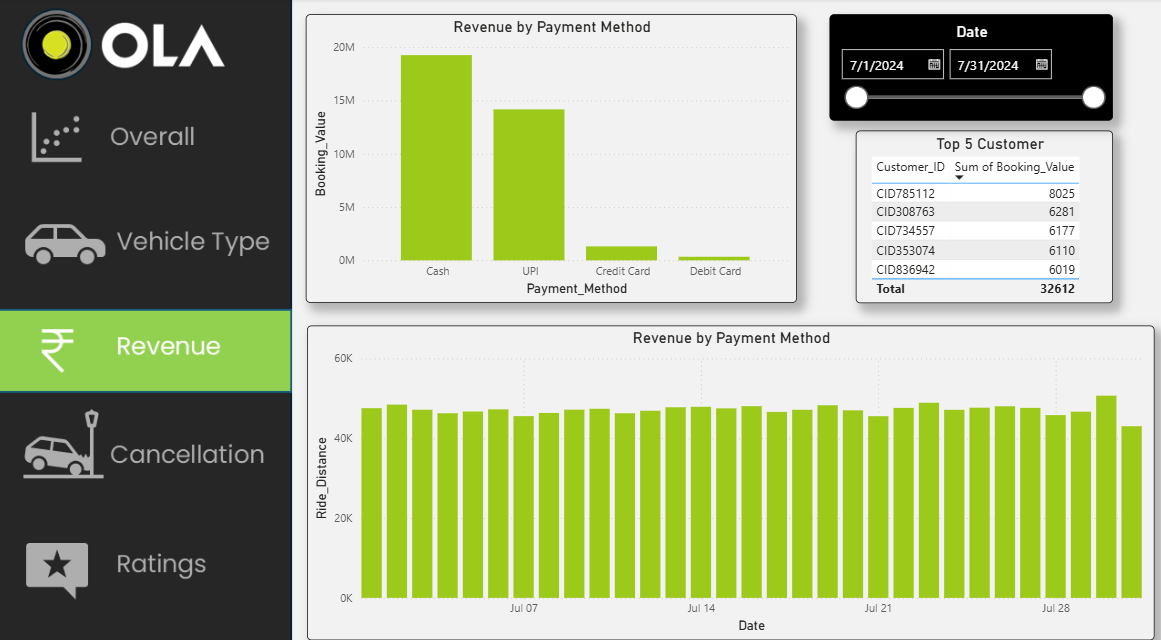 OLA
Overall
Vehicle Type
Revenue
Cancellation
Ratings
Revenue by Payment Method
20M
15M
10M
5M
0M
Booking_Value
Cash UPI Credit Card Debit Card
Payment_Method
Date
7/1/2024 7/31/2024
Top 5 Customer
Customer_ID Sum of Booking_Value
CID785112 8025
CID308763 6281
CID734557 6177
CID353074 6110
CID836942 6019
Total 32612
Revenue by Payment Method
60K
40K
20K
0K
Ride_Distance
Jul 07 Jul 14 Jul 21 Jul 28
Date